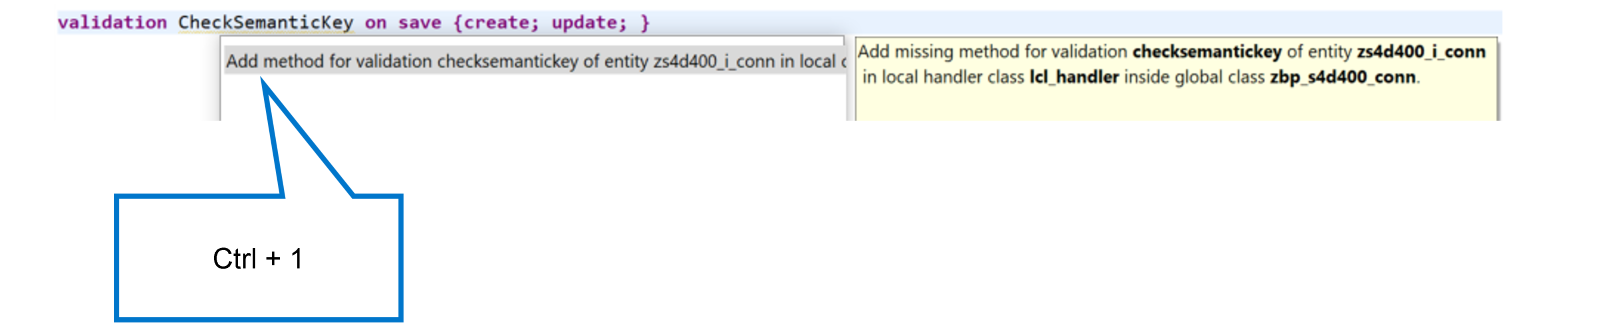 validation CheckSemanticKey on save {create; update; }
Add method for validation checksemantickey of entity zs4d400_i_conn in local
Add missing method for validation checksemantickey of entity zs4d400_i_conn
in local handler class lcl_handler inside global class zbp_s4d400_conn.
Ctrl + 1